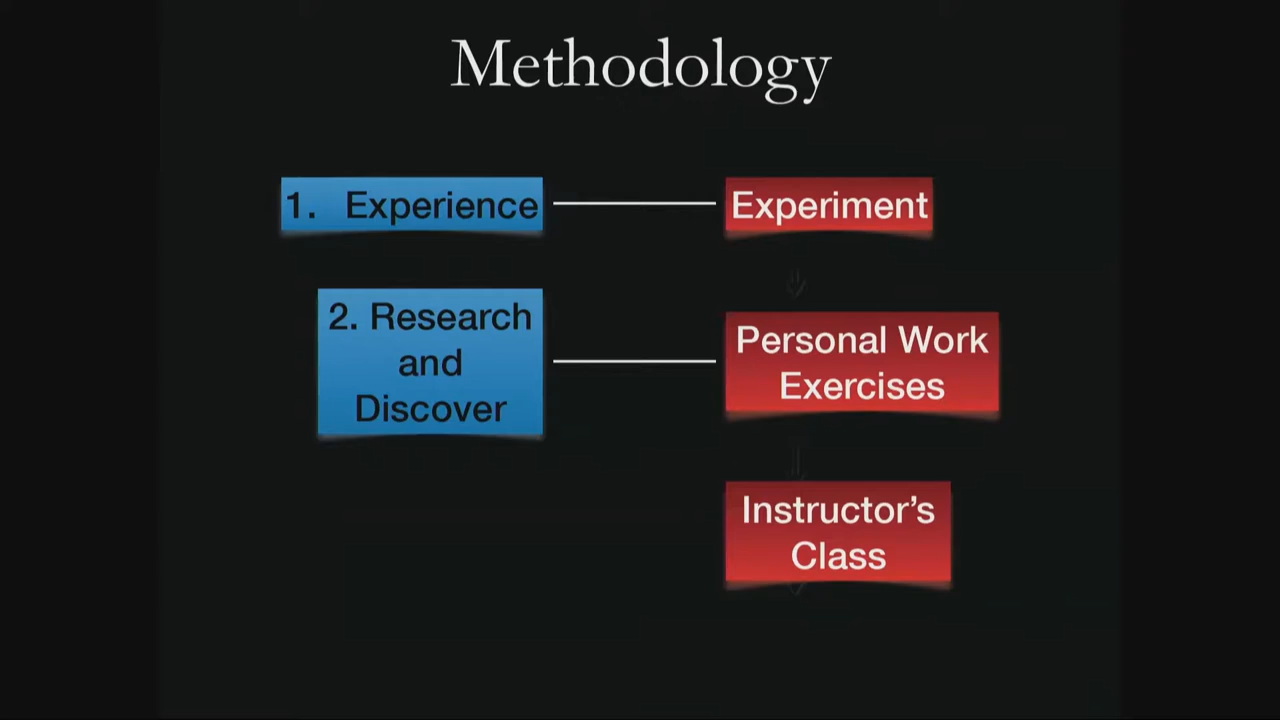 Methodology
1. Experience
Experiment
2. Research
and
Discover
Personal Work
Exercises
Instructor's
Class